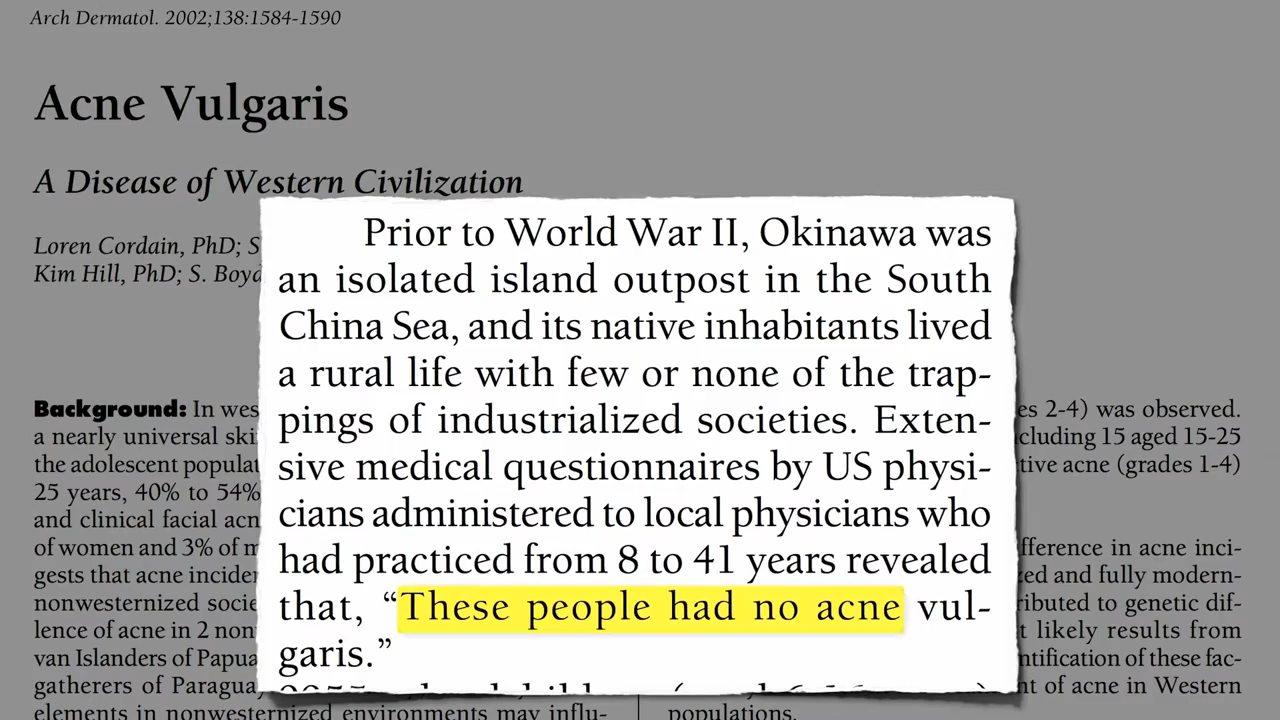 Arch Dermatol. 2002;138:1584-1590
Acne Vulgaris
A Disease of Western Civilization
Loren Cordain, PhD; S
Kim Hill, PhD; S. Boyd
Prior to World War II, Okinawa was
an isolated island outpost in the South
China Sea, and its native inhabitants lived
a rural life with few or none of the trap-
pings of industrialized societies. Exten-
sive medical questionnaires by US physi-
cians administered to local physicians who
had practiced from 8 to 41 years revealed
that, “These people had no acne vul-
garis.”
Background: In wes
a nearly universal ski
the adolescent populat
25 years, 40% to 54%
and clinical facial acn
of women and 3% of m
gests that acne inciden
nonwesternized socie
lence of acne in 2 non
van Islanders of Papua
gatherers of Paragua
elements in nonwesternized environments may influ-
es 2-4) was observed.
cluding 15 aged 15-25
tive acne (grades 1-4)
fference in acne inci-
zed and fully modern-
ributed to genetic dif-
t likely results from
ntification of these fac-
nt of acne in Western
populations.